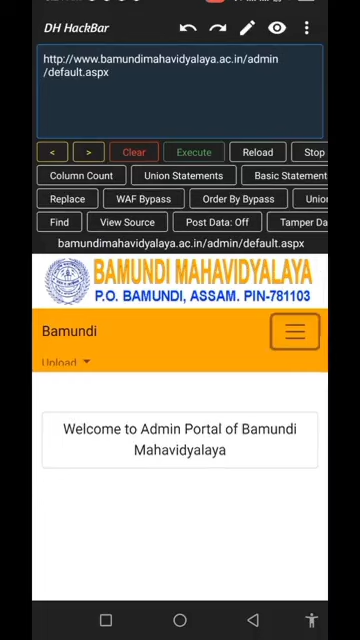 DH HackBar
http://www.bamundimahavidyalaya.ac.in/admin
/default.aspx
< > Clear Execute Reload Stop
Column Count Union Statements Basic Statement
Replace WAF Bypass Order By Bypass Union
Find View Source Post Data: Off Tamper Da
bamundimahavidyalaya.ac.in/admin/default.aspx
BAMUNDI MAHAVIDYALAYA
P.O. BAMUNDI, ASSAM. PIN-781103
Bamundi
Upload
Welcome to Admin Portal of Bamundi
Mahavidyalaya